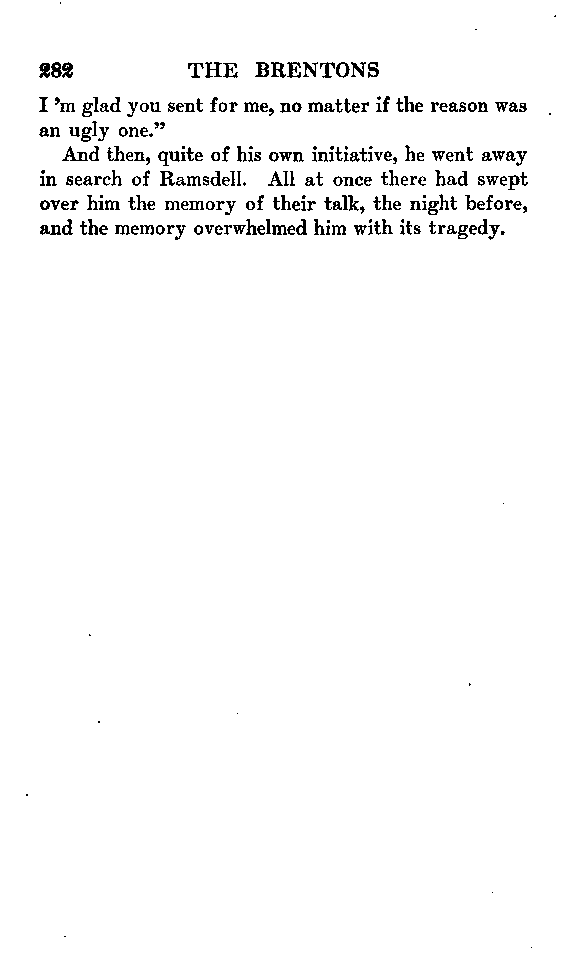 282 THE BRENTONS
I 'm glad you sent for me, no matter if the reason was
an ugly one."
And then, quite of his own initiative, he went away
in search of Ramsdell. All at once there had swept
over him the memory of their talk, the night before,
and the memory overwhelmed him with its tragedy.